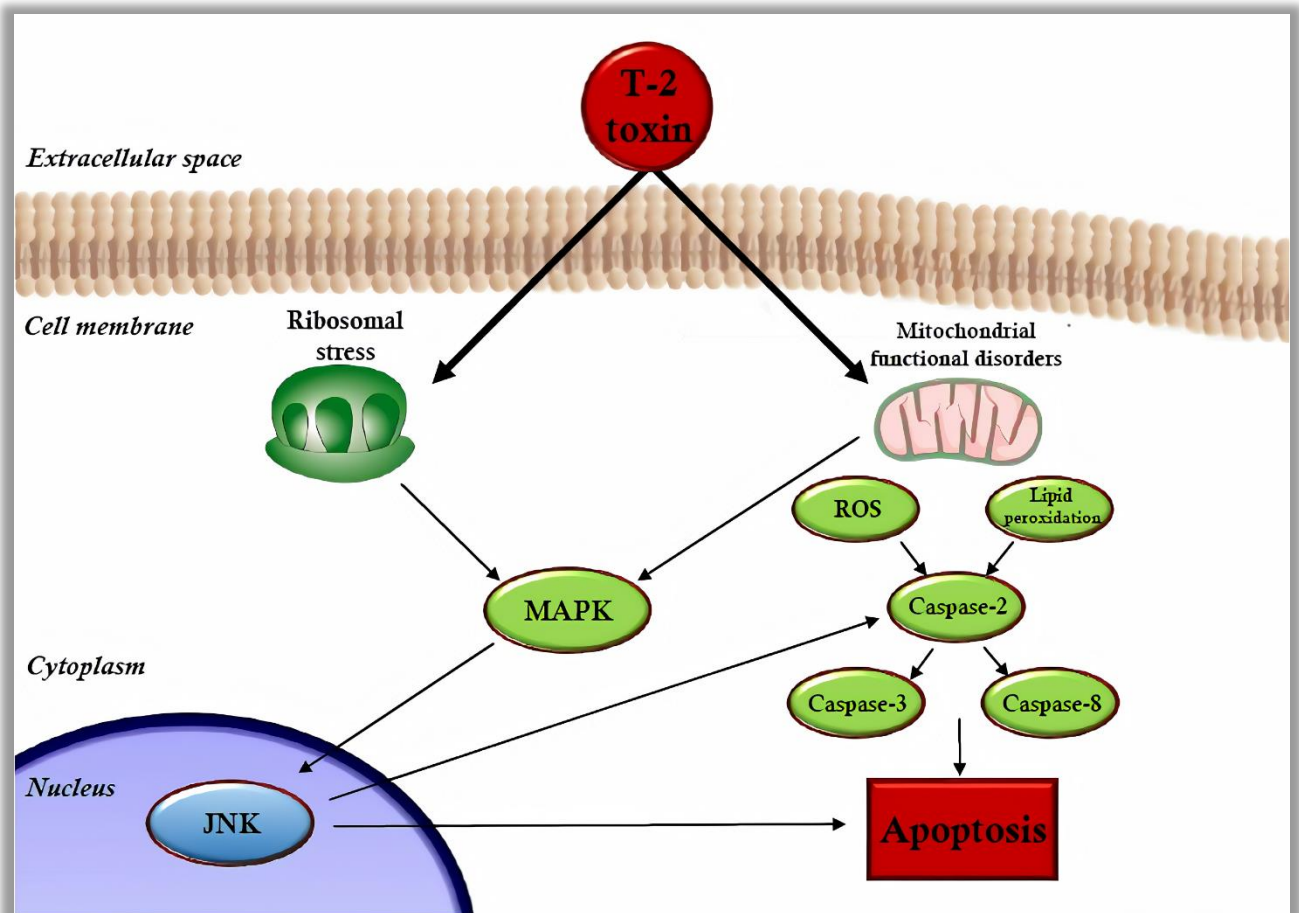 T-2
toxin
Extracellular space
Cell membrane
Ribosomal
stress
Mitochondrial
functional disorders
ROS
Lipid
peroxidation
MAPK
Caspase-2
Cytoplasm
Caspase-3
Caspase-8
Nucleus
JNK
Apoptosis